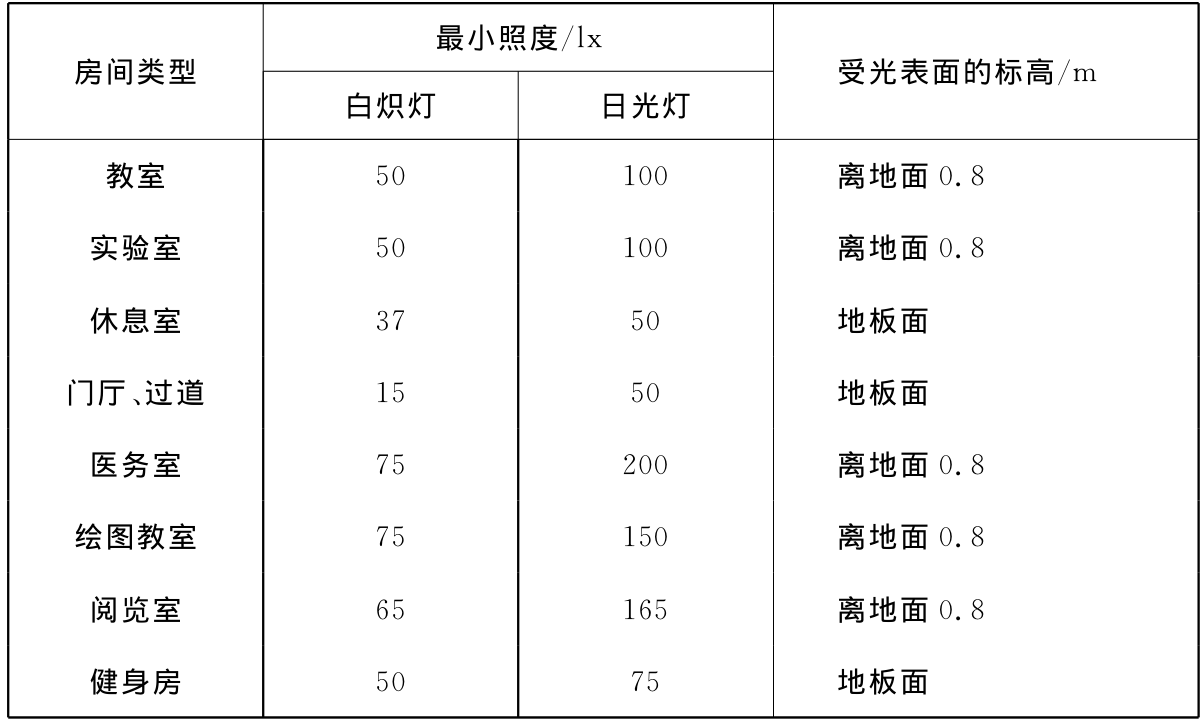 房间类型 最小照度/lx 受光表面的标高/m
白炽灯 日光灯
教室 50 100 离地面 0.8
实验室 50 100 离地面 0.8
休息室 37 50 地板面
门厅、过道 15 50 地板面
医务室 75 200 离地面 0.8
绘图教室 75 150 离地面 0.8
阅览室 65 165 离地面 0.8
健身房 50 75 地板面